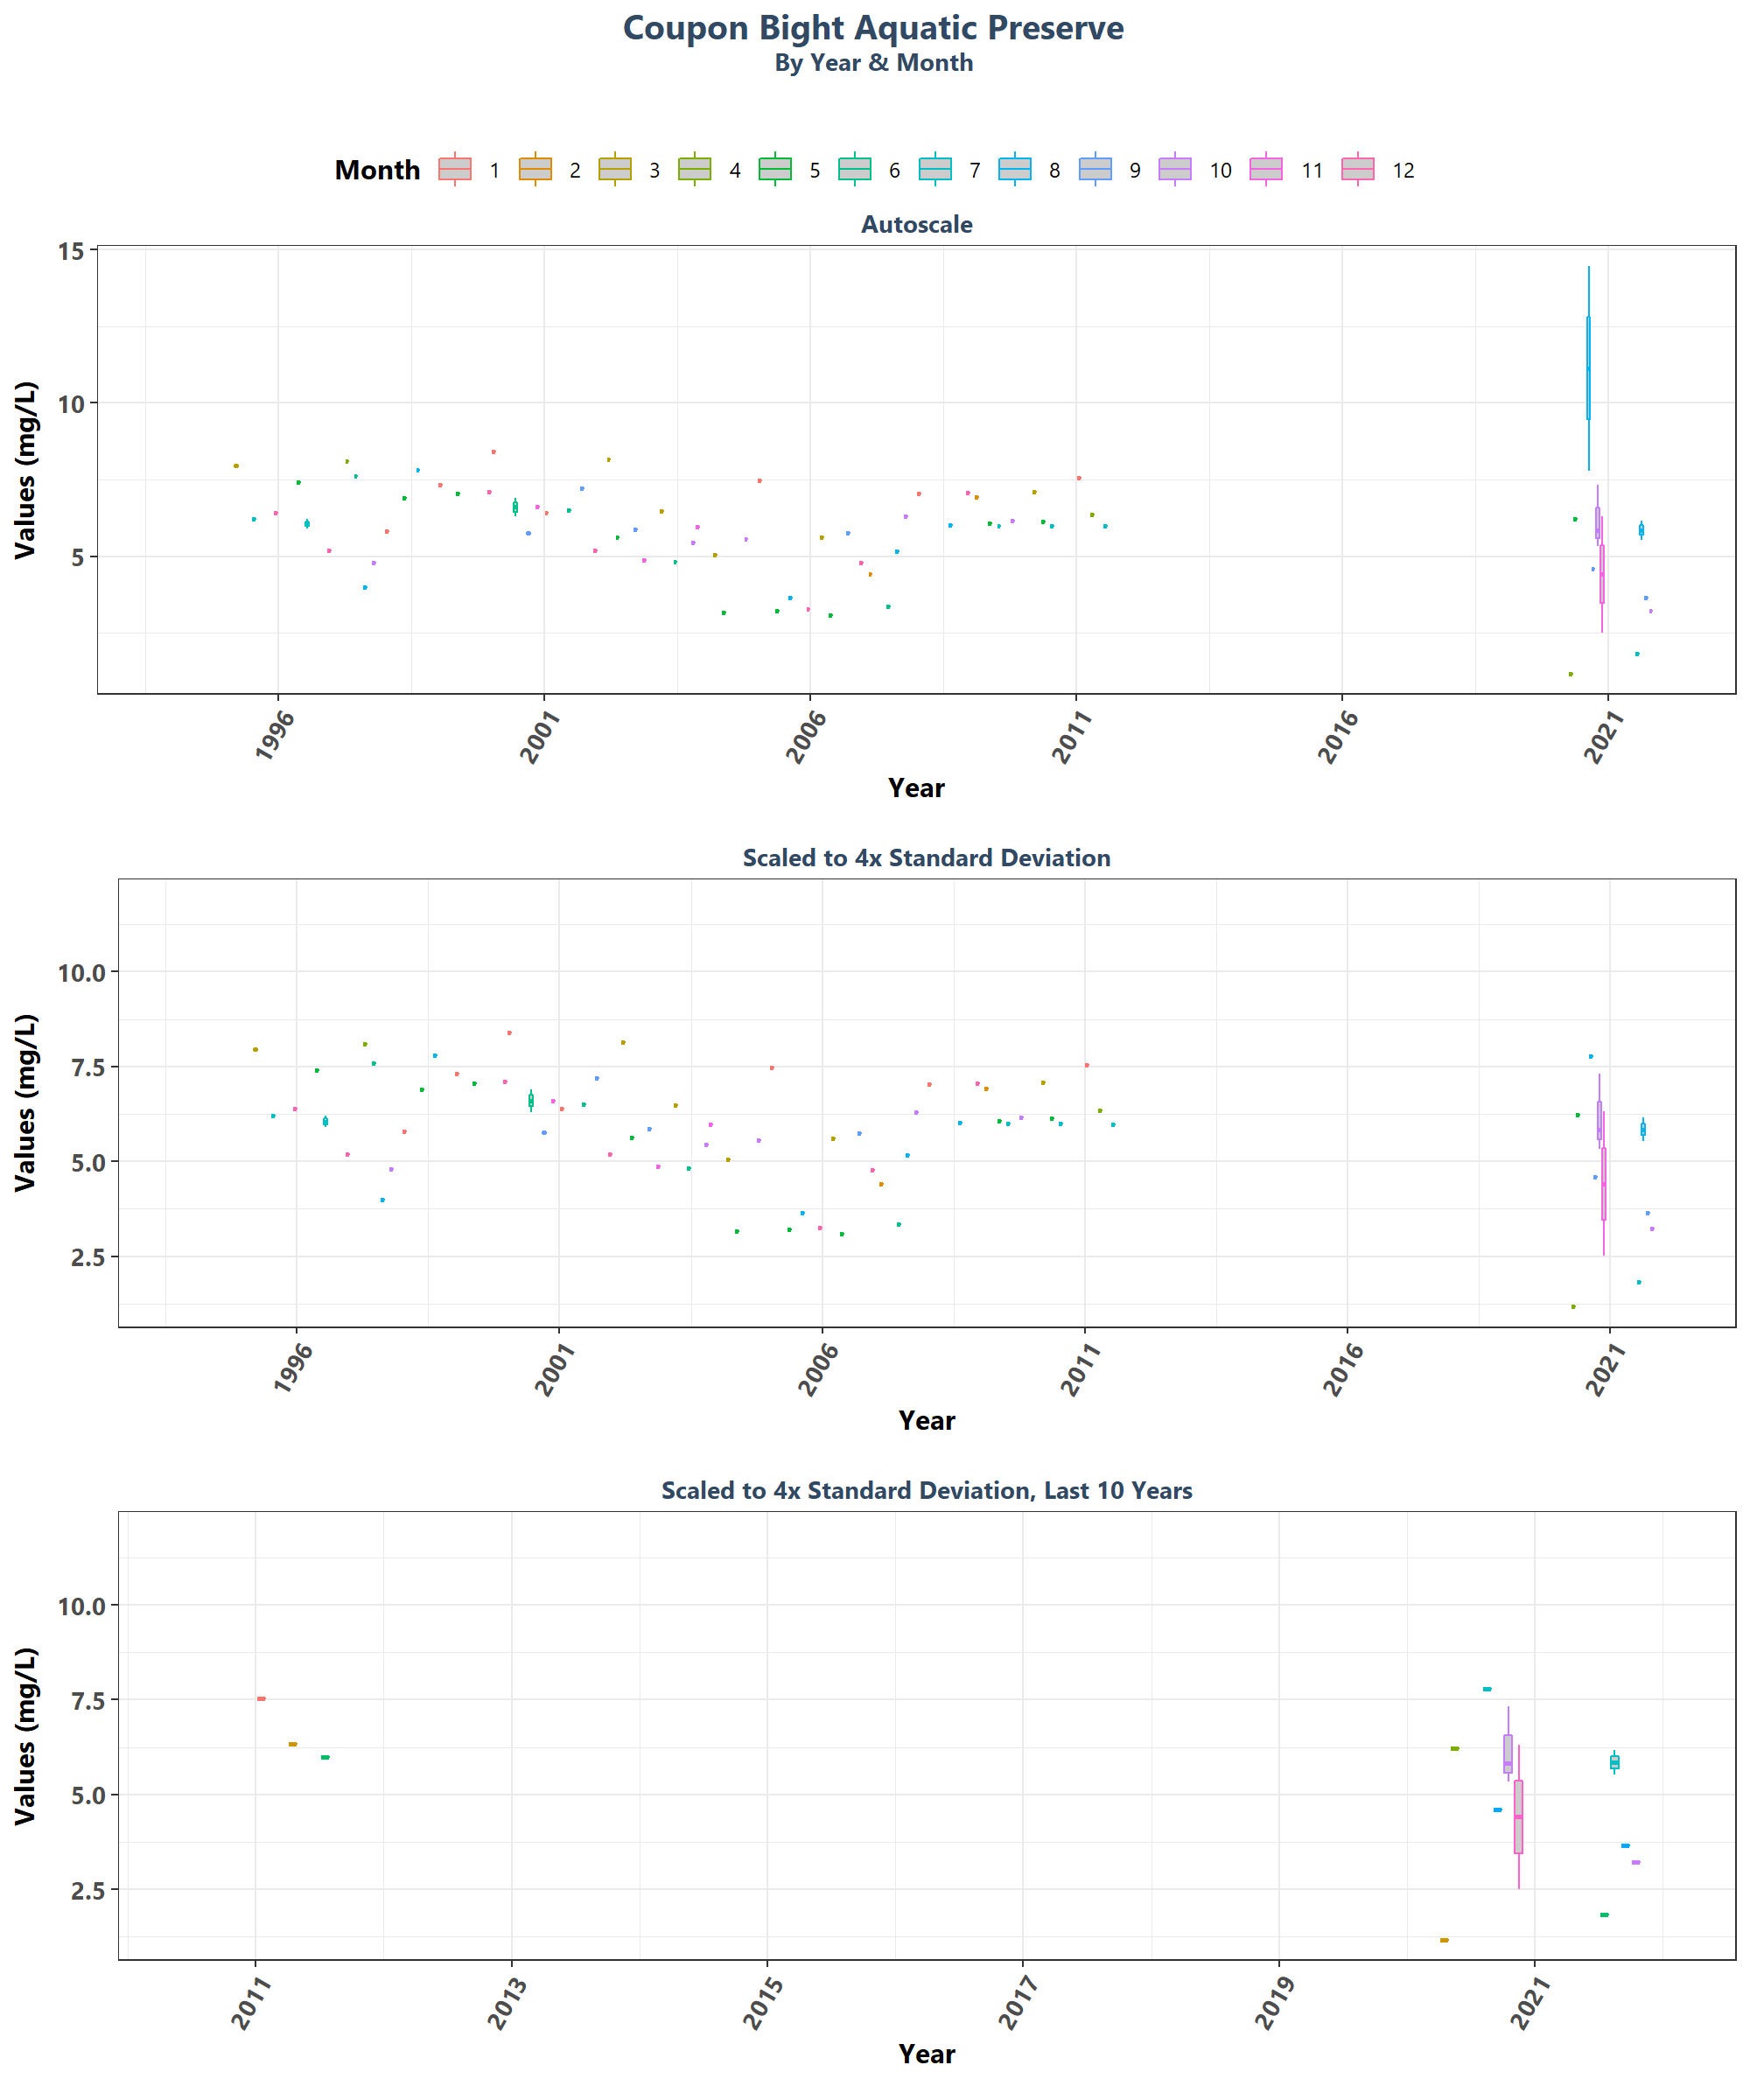 Coupon Bight Aquatic Preserve
By Year & Month
Month 1 2 3 4 5 6 7 8 9 10 11 12
Autoscale
15
10
5
Values (mg/L)
1996 2001 2006 2011 2016 2021
Year
Scaled to 4x Standard Deviation
10.0
7.5
5.0
2.5
Values (mg/L)
1996 2001 2006 2011 2016 2021
Year
Scaled to 4x Standard Deviation, Last 10 Years
10.0
7.5
5.0
2.5
Values (mg/L)
2011 2013 2015 2017 2019 2021
Year